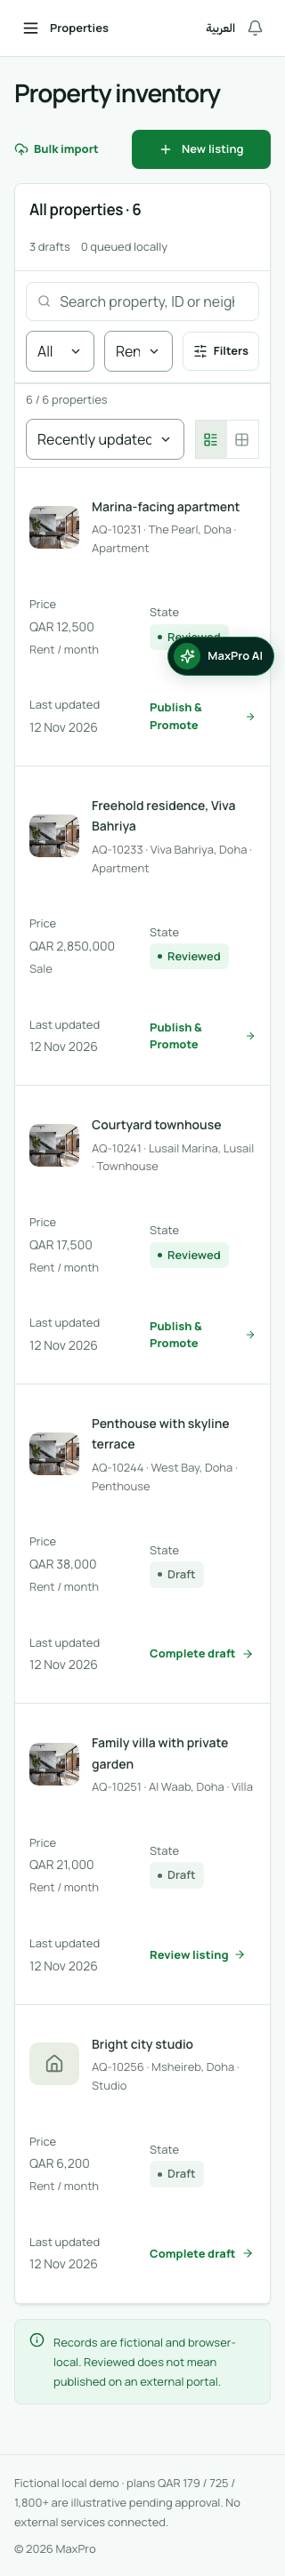 Properties
العربية
Property inventory
Bulk import
New listing
All properties · 6
3 drafts 0 queued locally
Search property, ID or neigh
All
Ren
Filters
6 / 6 properties
Recently updated
Marina-facing apartment
AQ-10231 · The Pearl, Doha ·
Apartment
Price
QAR 12,500
Rent / month
State
Reviewed
MaxPro AI
Last updated
12 Nov 2026
Publish &
Promote
Freehold residence, Viva
Bahriya
AQ-10233 · Viva Bahriya, Doha ·
Apartment
Price
QAR 2,850,000
Sale
State
Reviewed
Last updated
12 Nov 2026
Publish &
Promote
Courtyard townhouse
AQ-10241 · Lusail Marina, Lusail
· Townhouse
Price
QAR 17,500
Rent / month
State
Reviewed
Last updated
12 Nov 2026
Publish &
Promote
Penthouse with skyline
terrace
AQ-10244 · West Bay, Doha ·
Penthouse
Price
QAR 38,000
Rent / month
State
Draft
Last updated
12 Nov 2026
Complete draft
Family villa with private
garden
AQ-10251 · Al Waab, Doha · Villa
Price
QAR 21,000
Rent / month
State
Draft
Last updated
12 Nov 2026
Review listing
Bright city studio
AQ-10256 · Msheireb, Doha ·
Studio
Price
QAR 6,200
Rent / month
State
Draft
Last updated
12 Nov 2026
Complete draft
Records are fictional and browser-
local. Reviewed does not mean
published on an external portal.
Fictional local demo · plans QAR 179 / 725 /
1,800+ are illustrative pending approval. No
external services connected.
© 2026 MaxPro